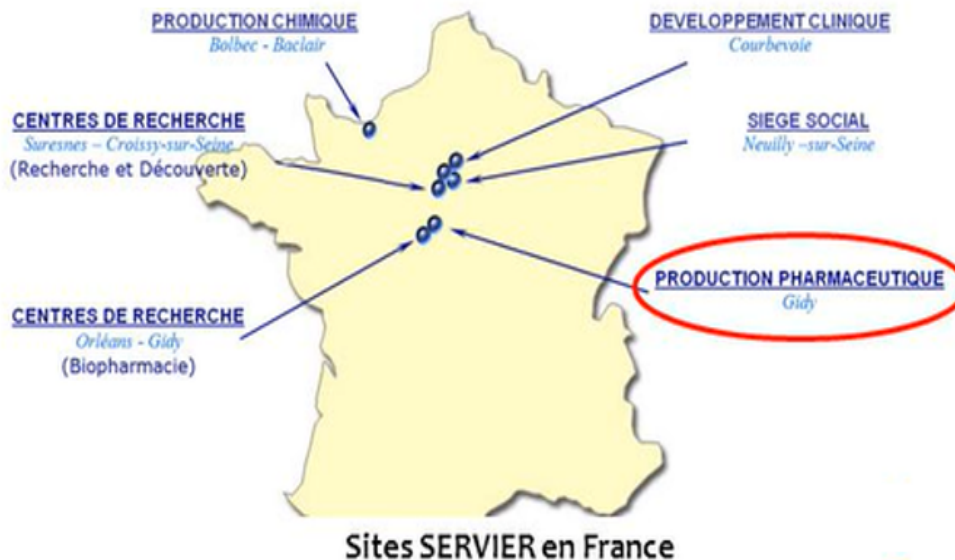 PRODUCTION CHIMIQUE
Bolbec - Baclair
DEVELOPPEMENT CLINIQUE
Courbevoie
CENTRES DE RECHERCHE
Suresnes – Croissy-sur-Seine
(Recherche et Découverte)
SIEGE SOCIAL
Neuilly –sur-Seine
PRODUCTION PHARMACEUTIQUE
Gidy
CENTRES DE RECHERCHE
Orléans - Gidy
(Biopharmacie)
Sites SERVIER en France